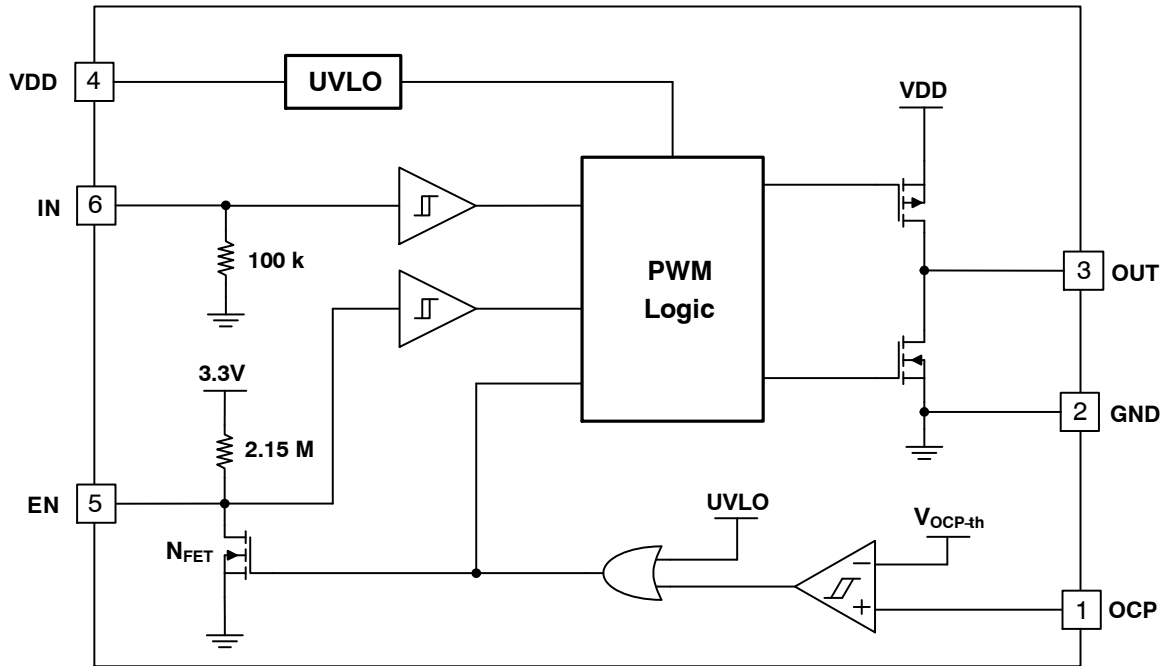 VDD 4
UVLO
VDD
IN 6
100 k
PWM
Logic
3 OUT
3.3V
2.15 M
2 GND
EN 5
UVLO
VOCP-th
NFET
−
+
1 OCP